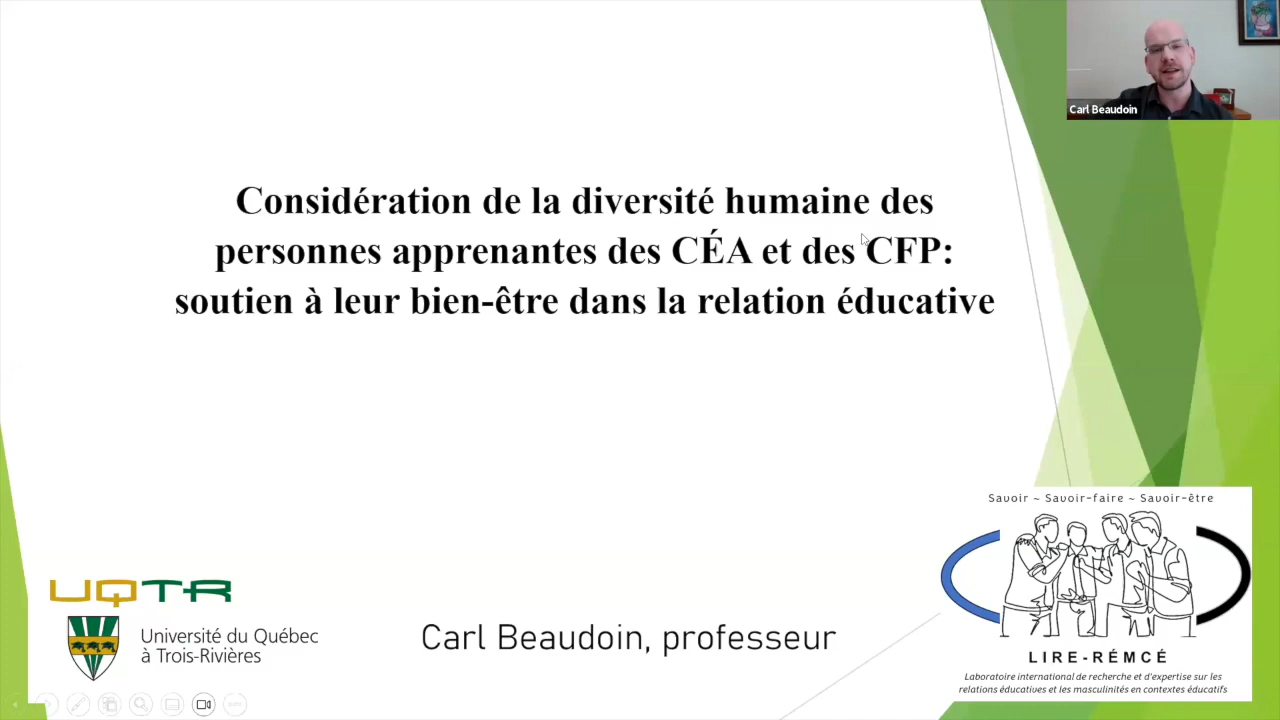 Carl Beaudoin
Considération de la diversité humaine des
personnes apprenantes des CÉA et des CFP:
soutien à leur bien-être dans la relation éducative
Savoir ~ Savoir-faire ~ Savoir-être
LIRE-RÉMCÉ
Laboratoire international de recherche et d'expertise sur les
relations éducatives et les masculinités en contextes éducatifs
UQTR
Université du Québec
à Trois-Rivières
Carl Beaudoin, professeur